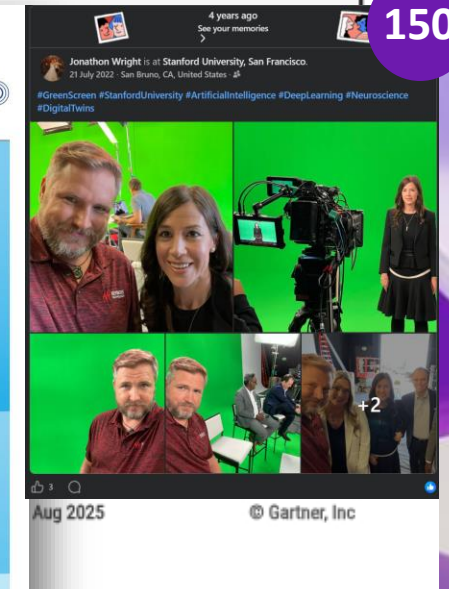 4 years ago
See your memories
150
Jonathon Wright is at Stanford University, San Francisco.
21 July 2022 · San Bruno, CA, United States ·
#GreenScreen #StanfordUniversity #ArtificialIntelligence #DeepLearning #Neuroscience
#DigitalTwins
+2
3
Aug 2025
© Gartner, Inc